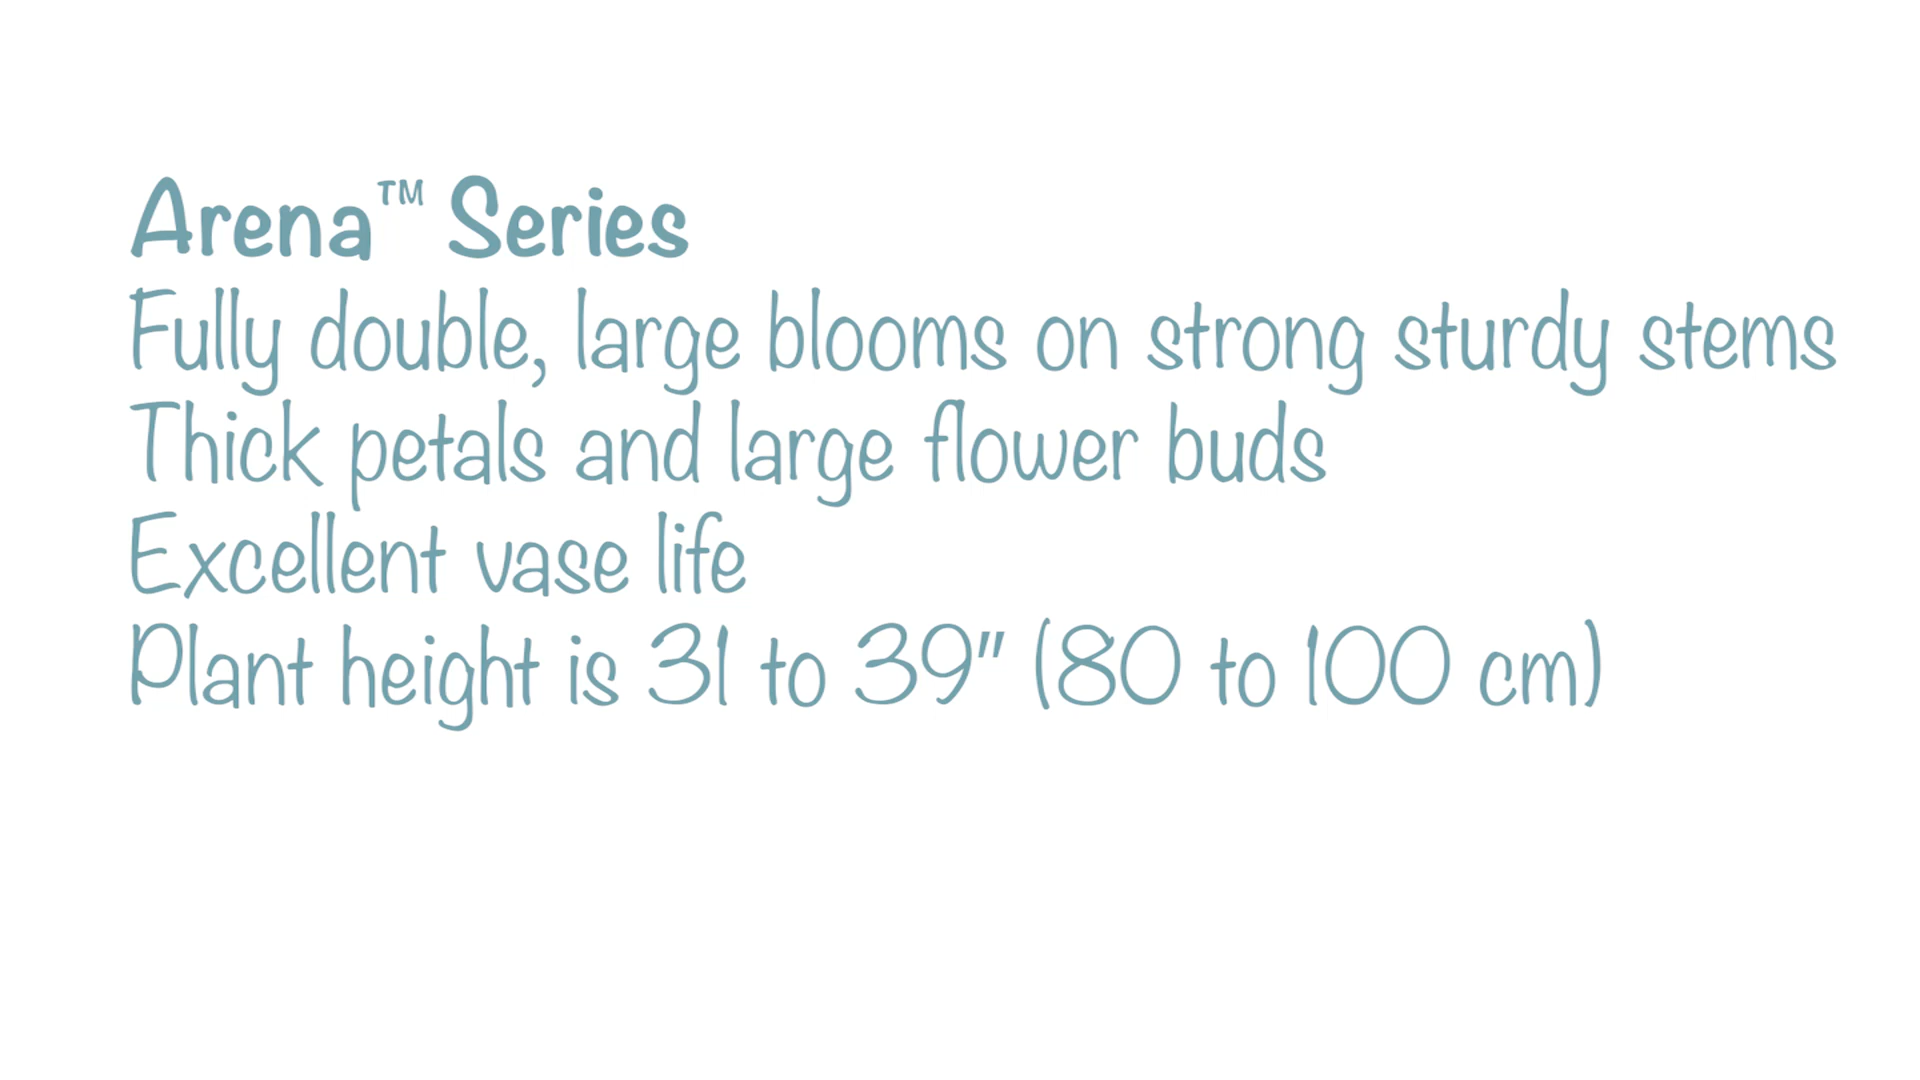 Arena™ Series
Fully double, large blooms on strong sturdy stems
Thick petals and large flower buds
Excellent vase life
Plant height is 31 to 39″ (80 to 100 cm)